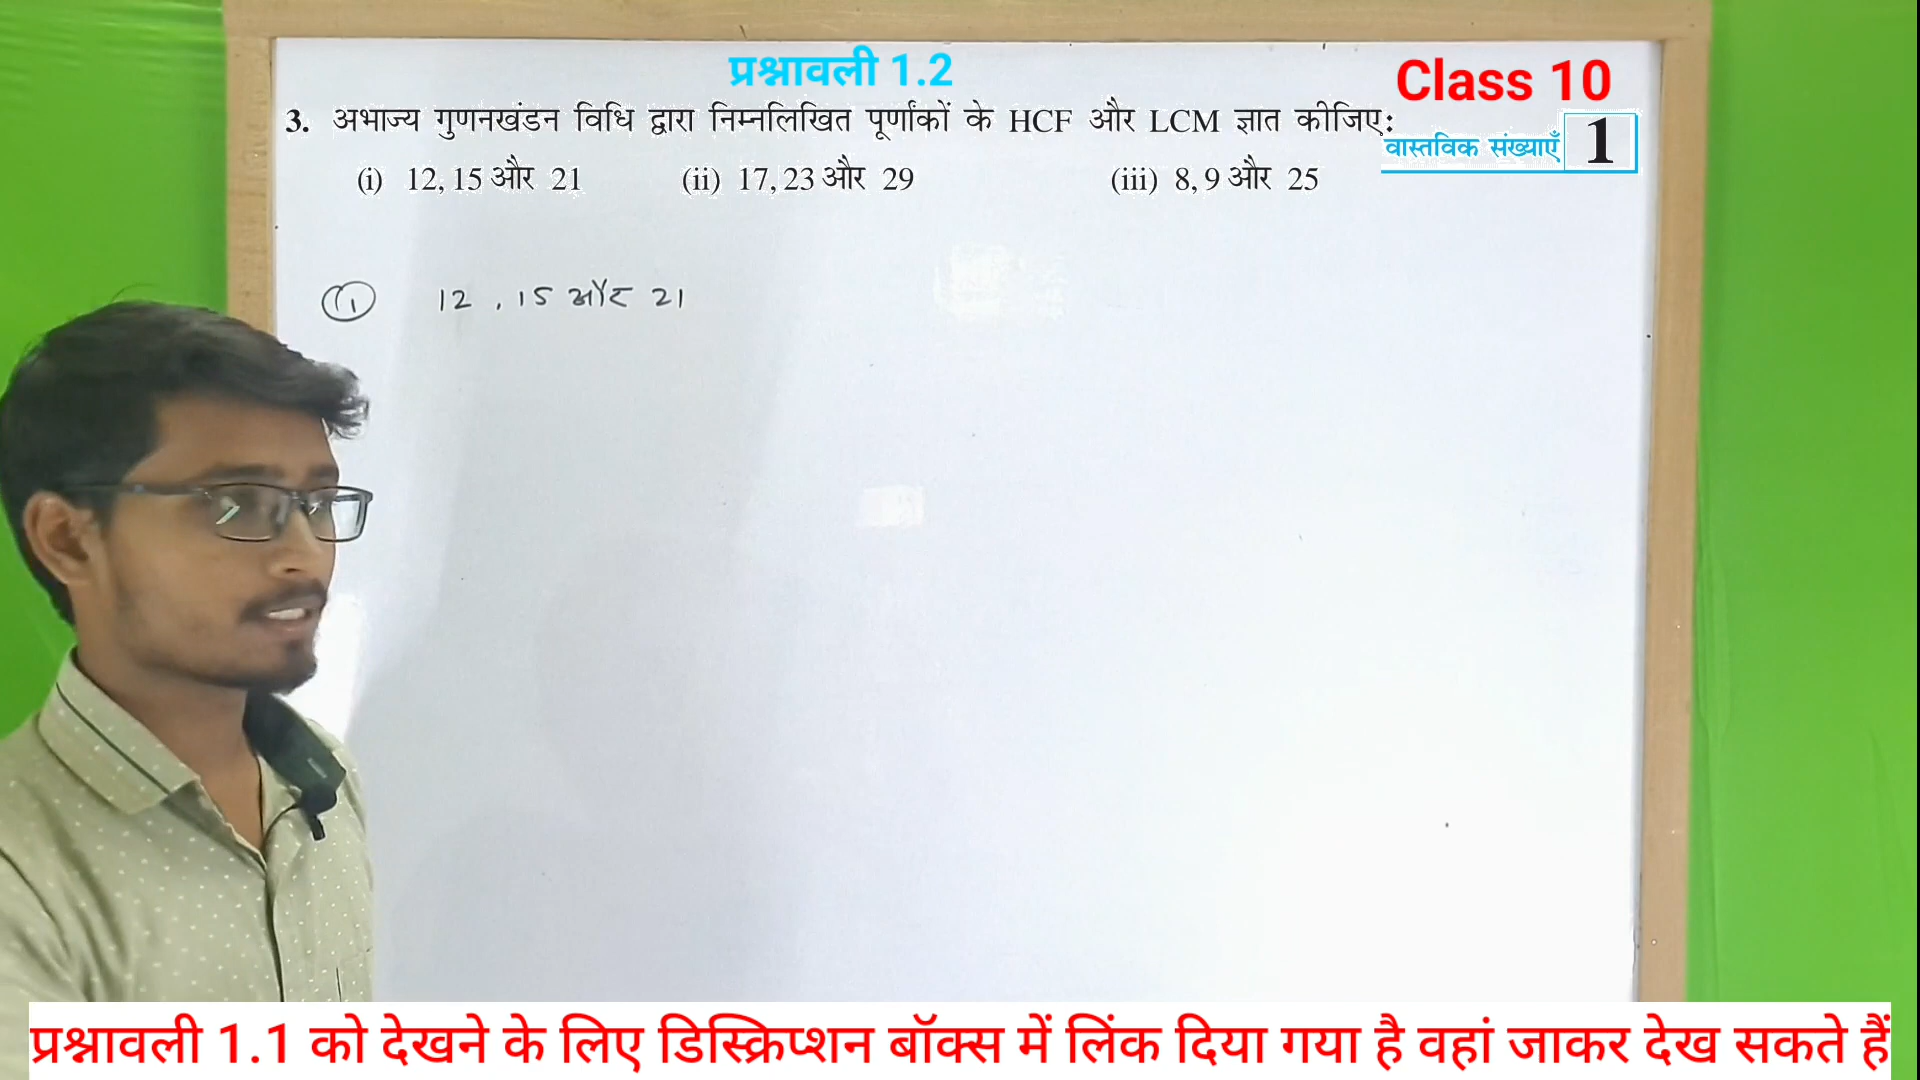 प्रश्नावली 1.2
Class 10
3. अभाज्य गुणनखंडन विधि द्वारा निम्नलिखित पूर्णांकों के HCF और LCM ज्ञात कीजिए:
वास्तविक संख्याएँ 1
(i) 12, 15 और 21 (ii) 17, 23 और 29 (iii) 8, 9 और 25
(i) 12 , 15 और 21
प्रश्नावली 1.1 को देखने के लिए डिस्क्रिप्शन बॉक्स में लिंक दिया गया है वहां जाकर देख सकते हैं